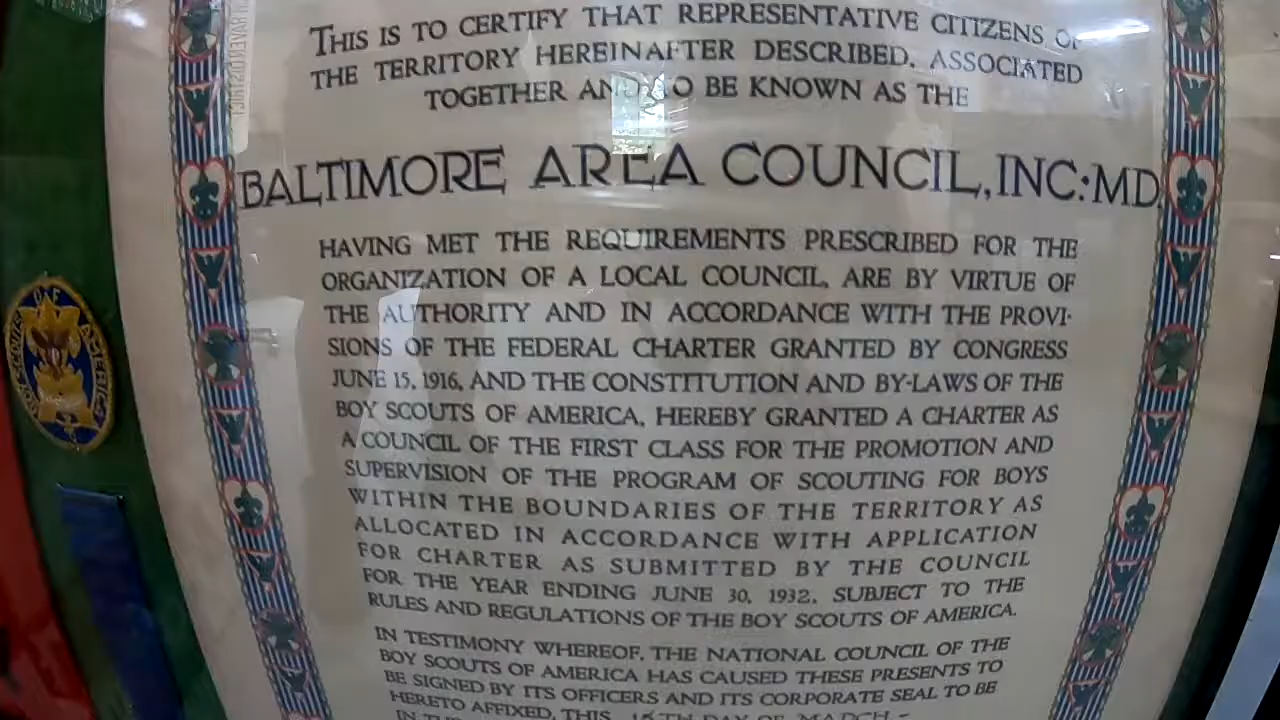 THIS IS TO CERTIFY THAT REPRESENTATIVE CITIZENS OF
THE TERRITORY HEREINAFTER DESCRIBED, ASSOCIATED
TOGETHER AND TO BE KNOWN AS THE
BALTIMORE AREA COUNCIL, INC: MD.
HAVING MET THE REQUIREMENTS PRESCRIBED FOR THE
ORGANIZATION OF A LOCAL COUNCIL, ARE BY VIRTUE OF
THE AUTHORITY AND IN ACCORDANCE WITH THE PROVI-
SIONS OF THE FEDERAL CHARTER GRANTED BY CONGRESS
JUNE 15, 1916, AND THE CONSTITUTION AND BY-LAWS OF THE
BOY SCOUTS OF AMERICA, HEREBY GRANTED A CHARTER AS
A COUNCIL OF THE FIRST CLASS FOR THE PROMOTION AND
SUPERVISION OF THE PROGRAM OF SCOUTING FOR BOYS
WITHIN THE BOUNDARIES OF THE TERRITORY AS
ALLOCATED IN ACCORDANCE WITH APPLICATION
FOR CHARTER AS SUBMITTED BY THE COUNCIL
FOR THE YEAR ENDING JUNE 30, 1932, SUBJECT TO THE
RULES AND REGULATIONS OF THE BOY SCOUTS OF AMERICA.
IN TESTIMONY WHEREOF, THE NATIONAL COUNCIL OF THE
BOY SCOUTS OF AMERICA HAS CAUSED THESE PRESENTS TO
BE SIGNED BY ITS OFFICERS AND ITS CORPORATE SEAL TO BE
HERETO AFFIXED, THIS 15TH DAY OF MARCH -
BOY SCOUTS OF AMERICA